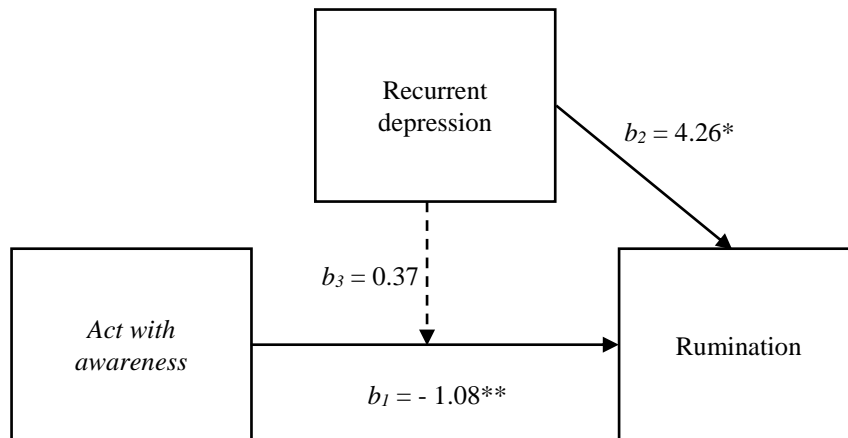 Recurrent
depression
b₂ = 4.26*
b₃ = 0.37
Act with
awareness
Rumination
b₁ = - 1.08**